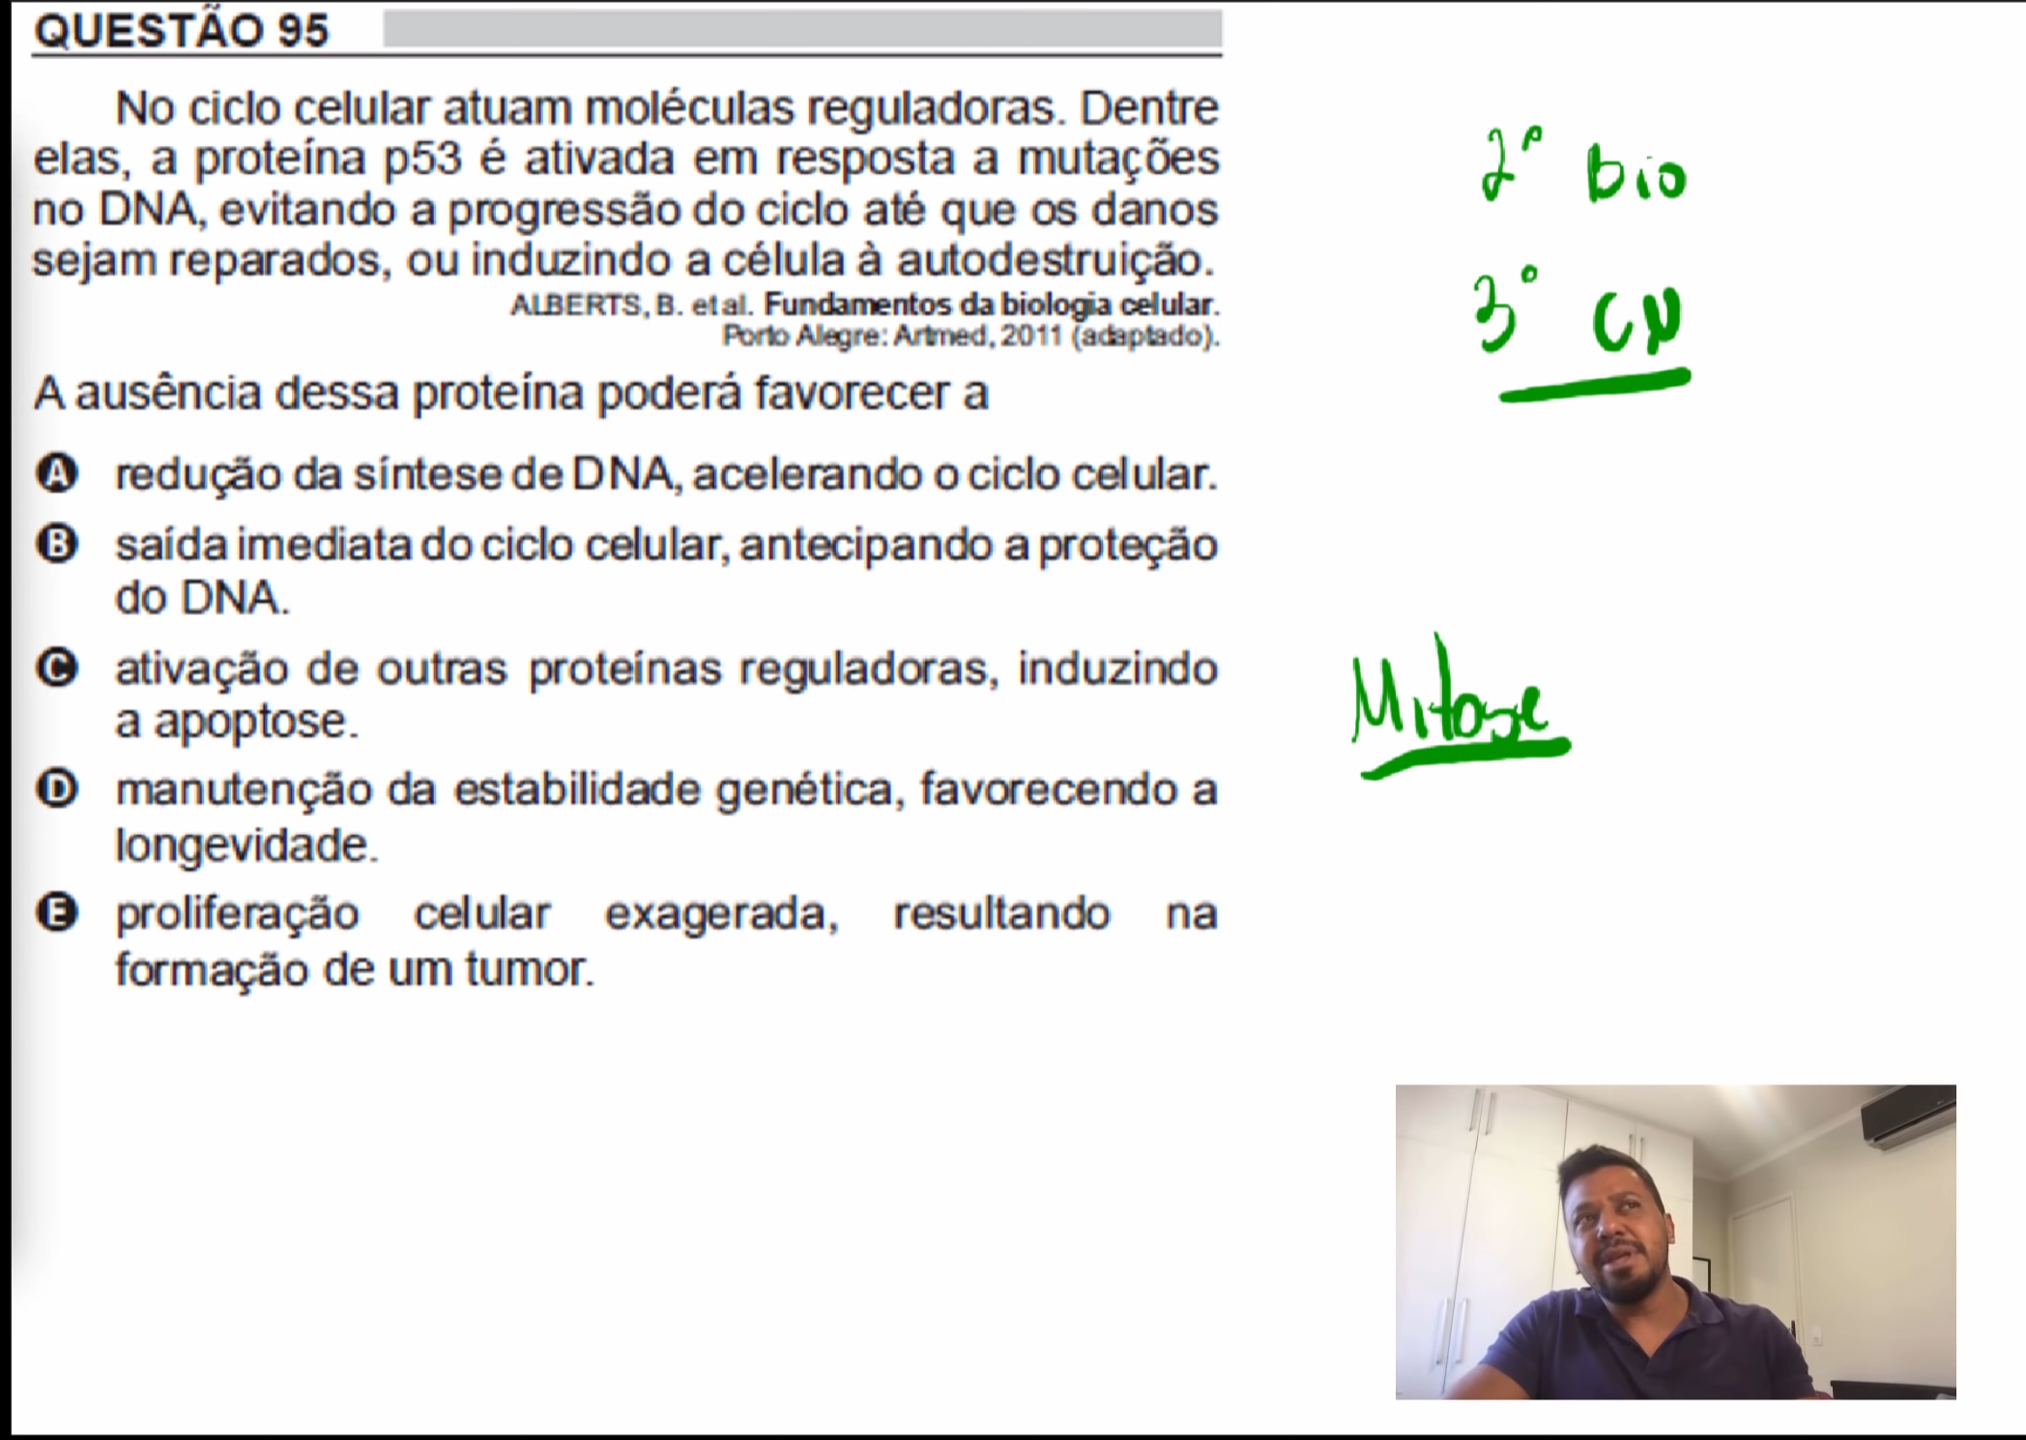 QUESTÃO 95
No ciclo celular atuam moléculas reguladoras. Dentre
elas, a proteína p53 é ativada em resposta a mutações
no DNA, evitando a progressão do ciclo até que os danos
sejam reparados, ou induzindo a célula à autodestruição.
ALBERTS, B. et al. Fundamentos da biologia celular.
Porto Alegre: Artmed, 2011 (adaptado).
A ausência dessa proteína poderá favorecer a
A redução da síntese de DNA, acelerando o ciclo celular.
B saída imediata do ciclo celular, antecipando a proteção
do DNA.
C ativação de outras proteínas reguladoras, induzindo
a apoptose.
D manutenção da estabilidade genética, favorecendo a
longevidade.
E proliferação celular exagerada, resultando na
formação de um tumor.
2ª bio
3º CN
Mitose